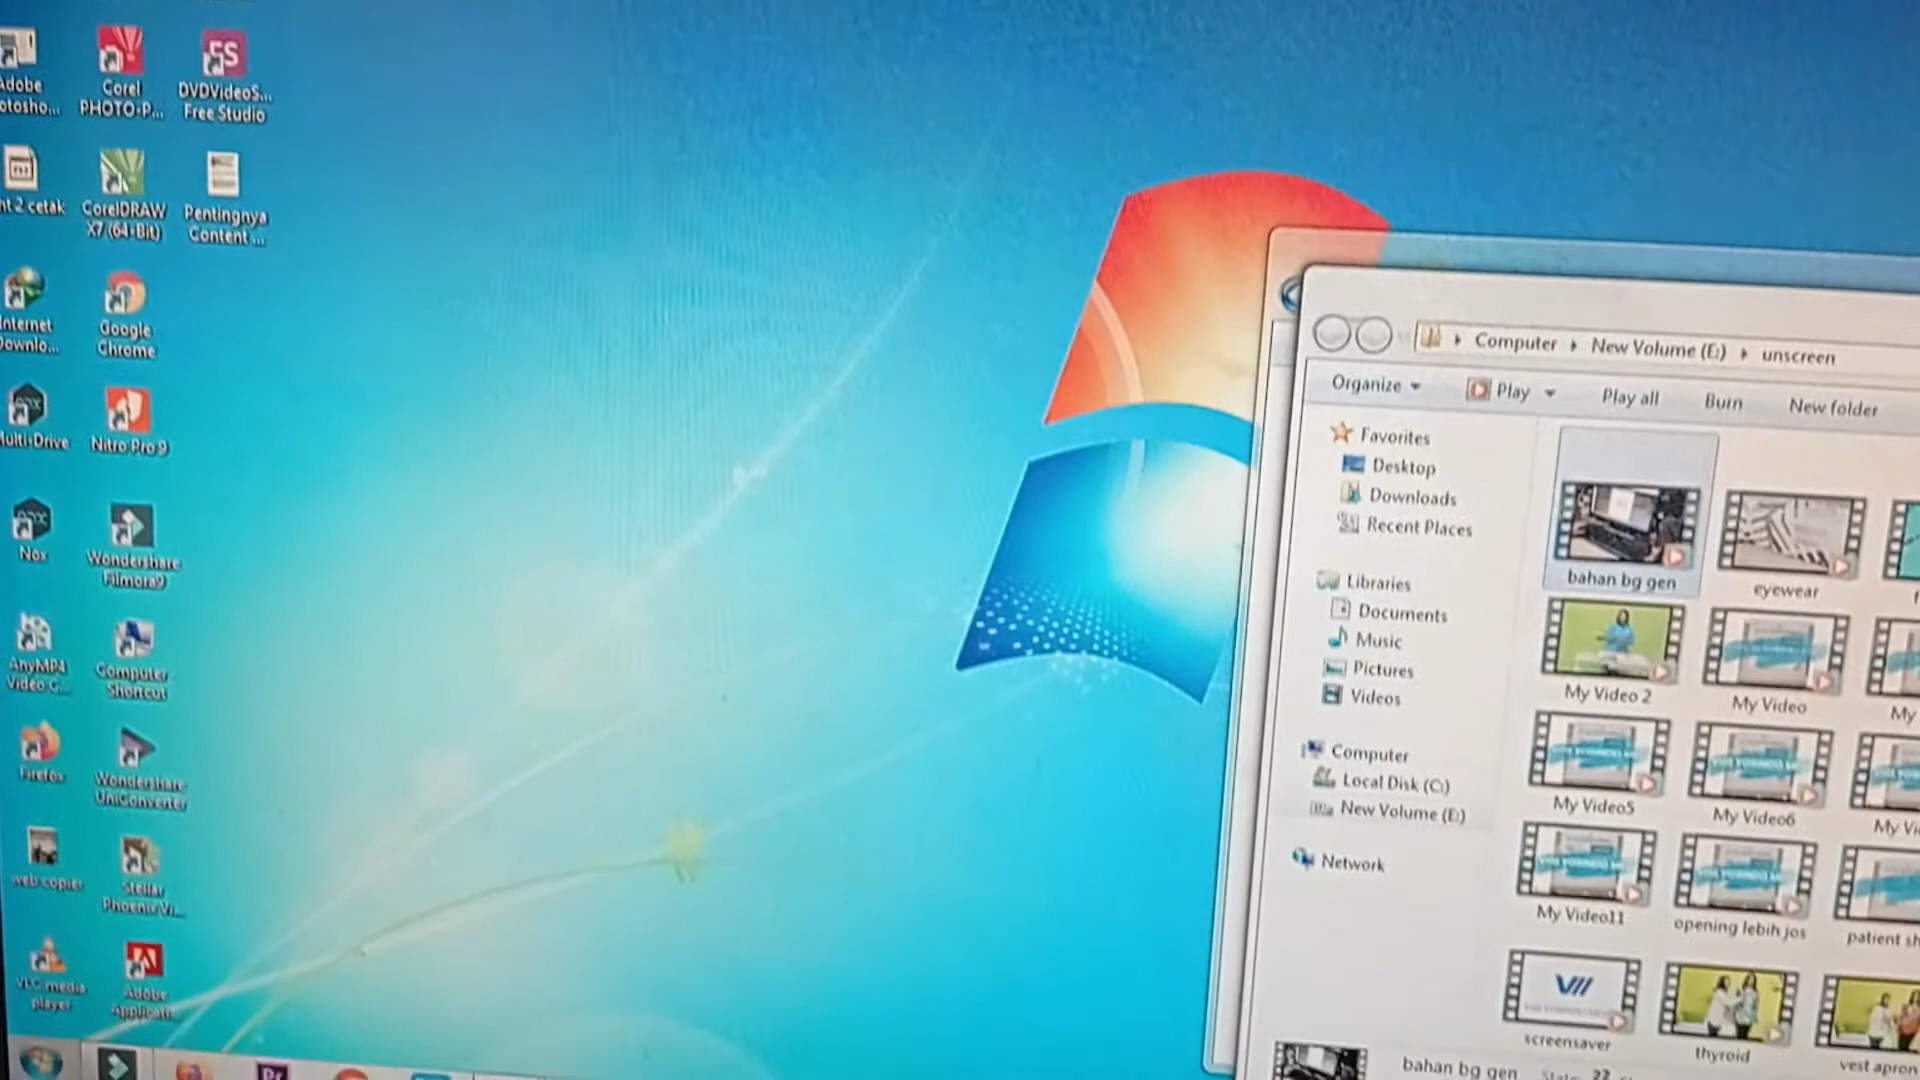 Adobe
otosho...
Corel
PHOTO-P...
DVDVideoS...
Free Studio
ht 2 cetak
CorelDRAW
X7 (64-Bit)
Pentingnya
Content ...
Internet
Downlo...
Google
Chrome
Multi-Drive
Nitro Pro 9
Nox
Wondershare
Filmora9
AnyMP4
Video C...
Computer
Shortcut
Firefox
Wondershare
UniConverter
web copier
Stellar
Phoenix Vi...
VLC media
player
Adobe
Applicati...
Pr
Computer
New Volume (E:)
unscreen
Organize
Play
Play all
Burn
New folder
Favorites
Desktop
Downloads
Recent Places
Libraries
Documents
Music
Pictures
Videos
Computer
Local Disk (C:)
New Volume (E:)
Network
bahan bg gen
eyewear
f
My Video 2
My Video
My
My Video5
My Video6
My Vi
My Video11
opening lebih jos
patient sh
VII
screensaver
thyroid
vest apron
bahan bg gen